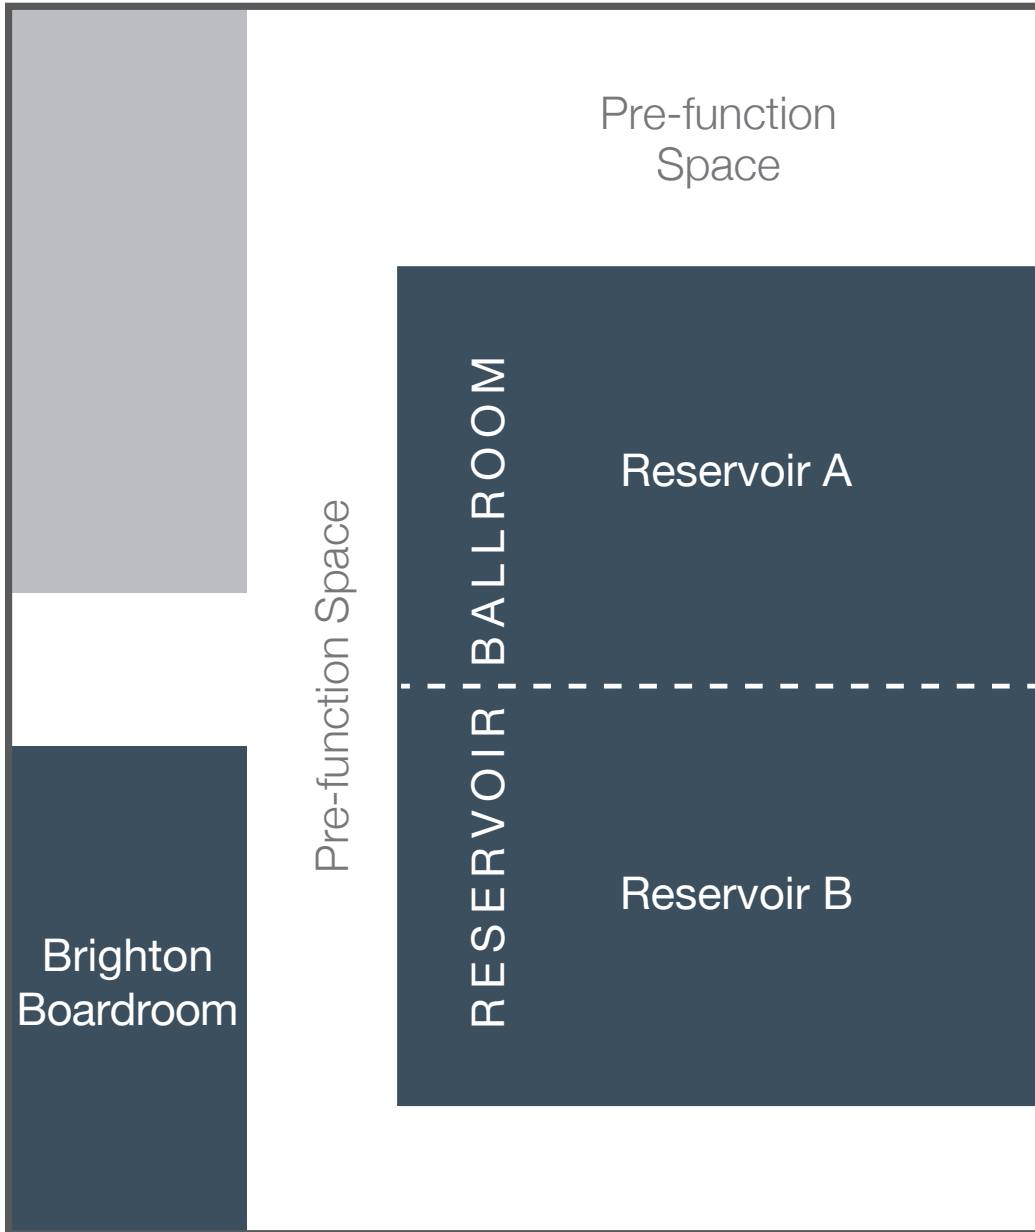 Pre-function
Space
Pre-function Space
RESERVOIR BALLROOM
Reservoir A
Reservoir B
Brighton
Boardroom